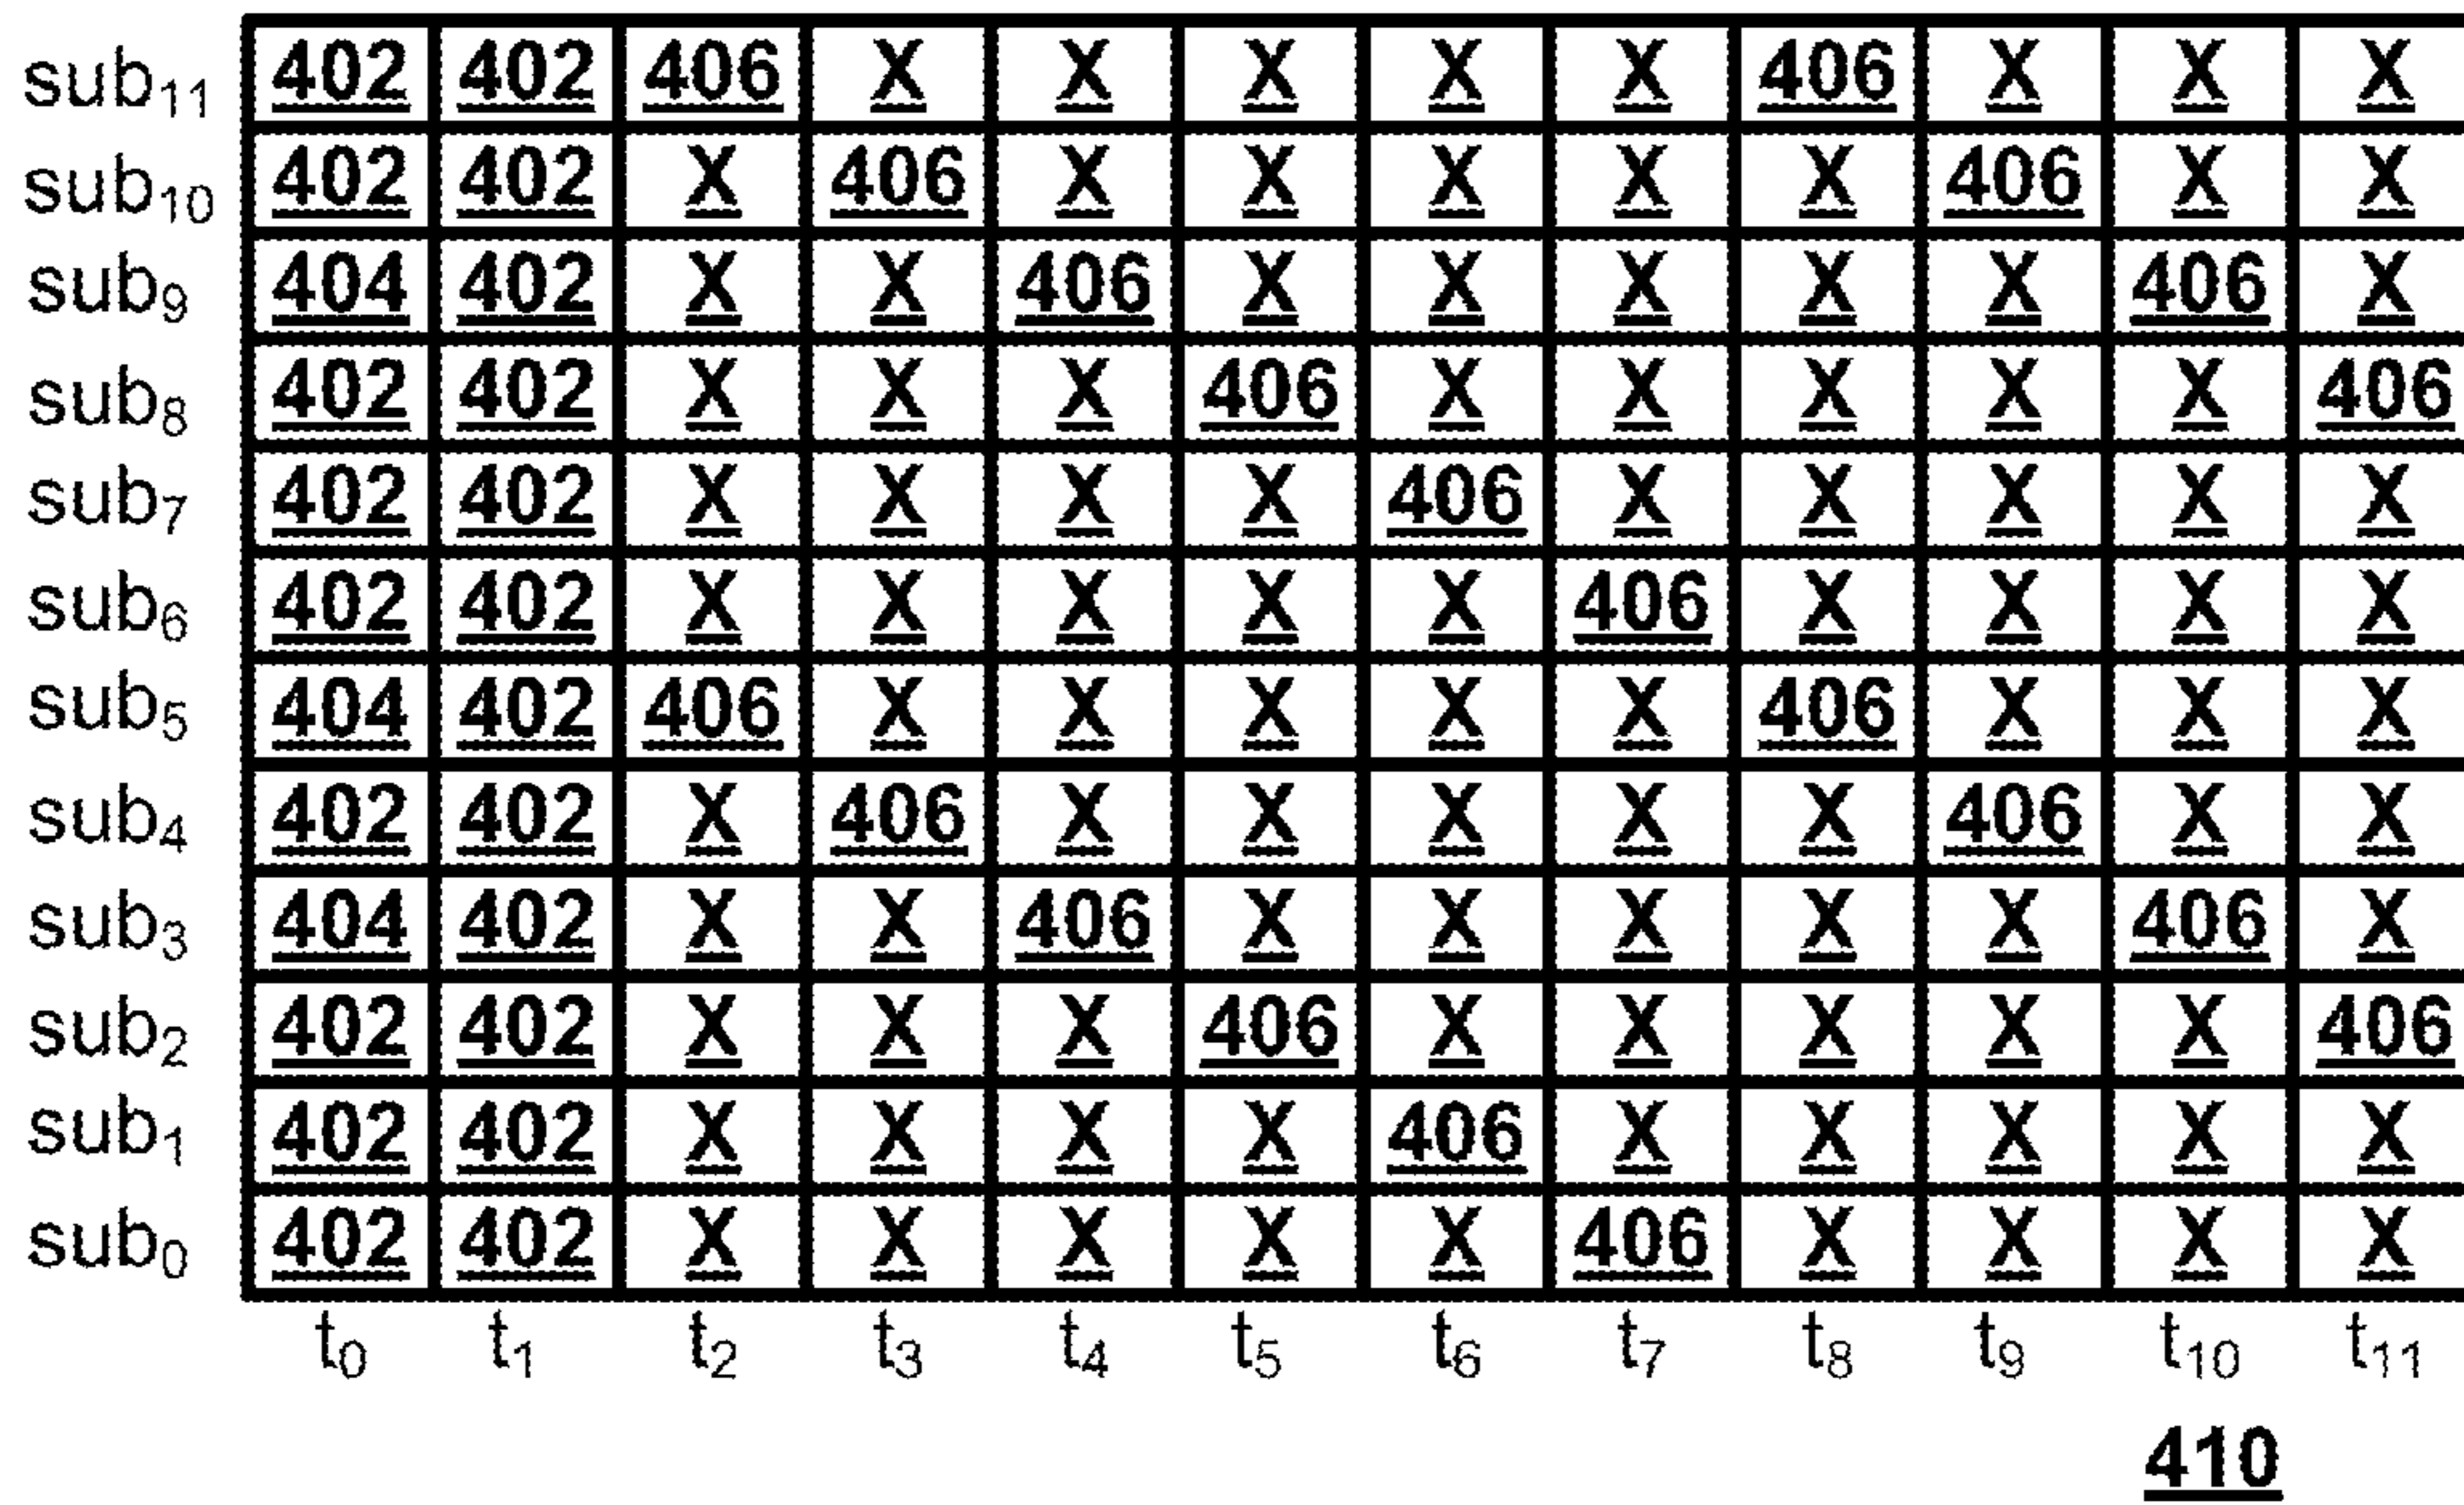 sub11 402 402 406 X X X X X 406 X X X
sub10 402 402 X 406 X X X X X 406 X X
sub9 404 402 X X 406 X X X X X 406 X
sub8 402 402 X X X 406 X X X X X 406
sub7 402 402 X X X X 406 X X X X X
sub6 402 402 X X X X X 406 X X X X
sub5 404 402 406 X X X X X 406 X X X
sub4 402 402 X 406 X X X X X 406 X X
sub3 404 402 X X 406 X X X X X 406 X
sub2 402 402 X X X 406 X X X X X 406
sub1 402 402 X X X X 406 X X X X X
sub0 402 402 X X X X X 406 X X X X
t0 t1 t2 t3 t4 t5 t6 t7 t8 t9 t10 t11
410